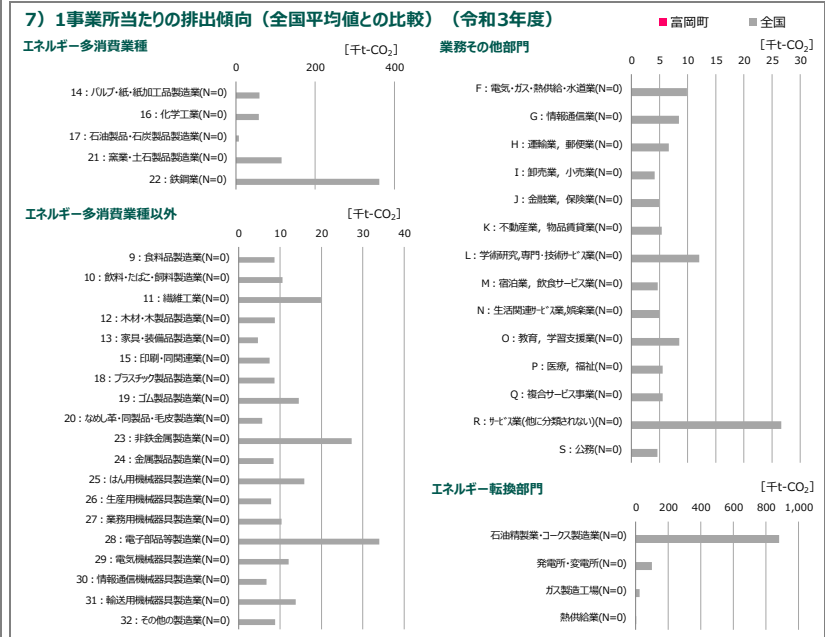 7）1事業所当たりの排出傾向（全国平均値との比較）（令和3年度）
■富岡町 ■全国
エネルギー多消費業種
［千t-CO₂］
0 200 400
14：パルプ・紙・紙加工品製造業(N=0)
16：化学工業(N=0)
17：石油製品・石炭製品製造業(N=0)
21：窯業・土石製品製造業(N=0)
22：鉄鋼業(N=0)
エネルギー多消費業種以外
［千t-CO₂］
0 10 20 30 40
9：食料品製造業(N=0)
10：飲料・たばこ・飼料製造業(N=0)
11：繊維工業(N=0)
12：木材・木製品製造業(N=0)
13：家具・装備品製造業(N=0)
15：印刷・同関連業(N=0)
18：プラスチック製品製造業(N=0)
19：ゴム製品製造業(N=0)
20：なめし革・同製品・毛皮製造業(N=0)
23：非鉄金属製造業(N=0)
24：金属製品製造業(N=0)
25：はん用機械器具製造業(N=0)
26：生産用機械器具製造業(N=0)
27：業務用機械器具製造業(N=0)
28：電子部品等製造業(N=0)
29：電気機械器具製造業(N=0)
30：情報通信機械器具製造業(N=0)
31：輸送用機械器具製造業(N=0)
32：その他の製造業(N=0)
業務その他部門
［千t-CO₂］
0 5 10 15 20 25 30
F：電気・ガス・熱供給・水道業(N=0)
G：情報通信業(N=0)
H：運輸業，郵便業(N=0)
I：卸売業，小売業(N=0)
J：金融業，保険業(N=0)
K：不動産業，物品賃貸業(N=0)
L：学術研究,専門・技術サービス業(N=0)
M：宿泊業，飲食サービス業(N=0)
N：生活関連サービス業,娯楽業(N=0)
O：教育，学習支援業(N=0)
P：医療，福祉(N=0)
Q：複合サービス事業(N=0)
R：サービス業(他に分類されない)(N=0)
S：公務(N=0)
エネルギー転換部門
［千t-CO₂］
0 200 400 600 800 1,000
石油精製業・コークス製造業(N=0)
発電所・変電所(N=0)
ガス製造工場(N=0)
熱供給業(N=0)